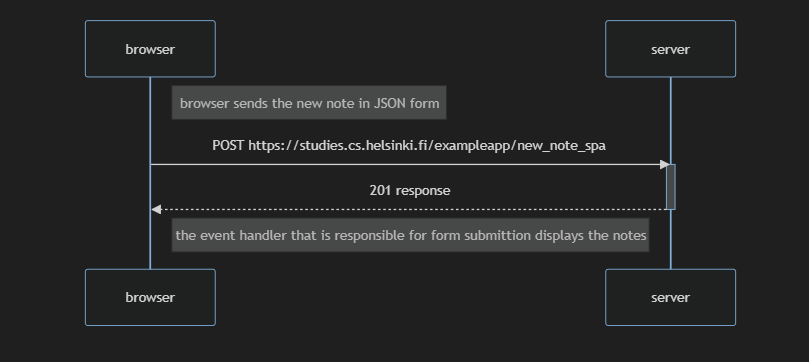 browser
server
browser sends the new note in JSON form
POST https://studies.cs.helsinki.fi/exampleapp/new_note_spa
201 response
the event handler that is responsible for form submittion displays the notes
browser
server